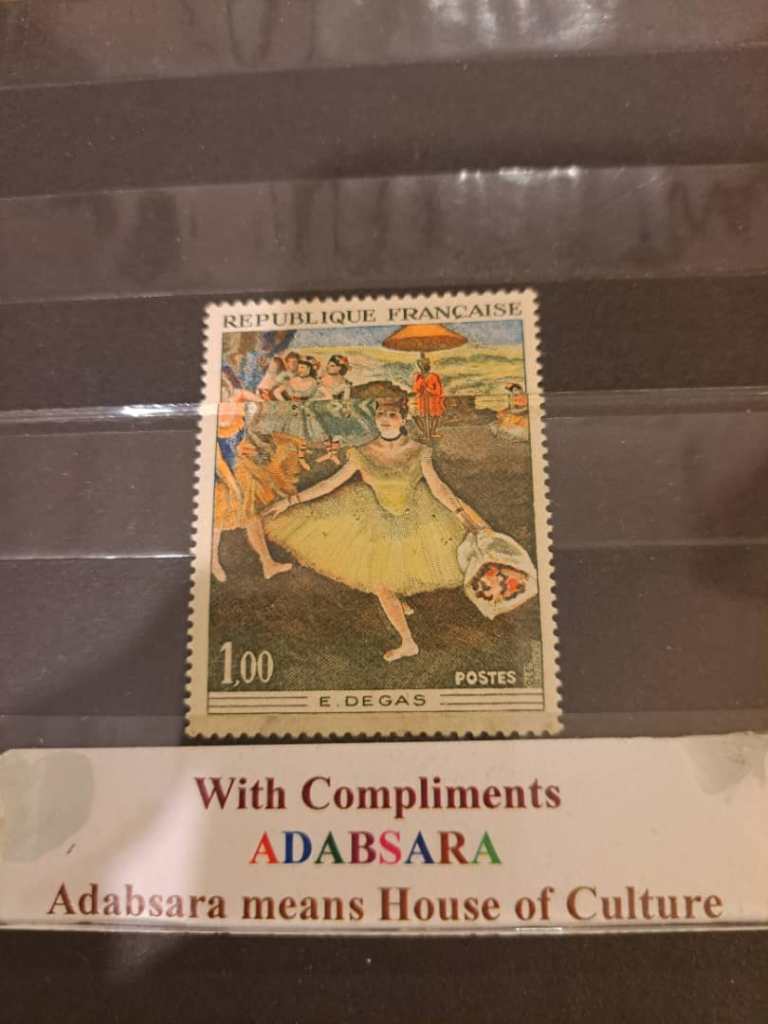 REPUBLIQUE FRANÇAISE
1,00
POSTES
E. DEGAS
With Compliments
ADABSARA
Adabsara means House of Culture